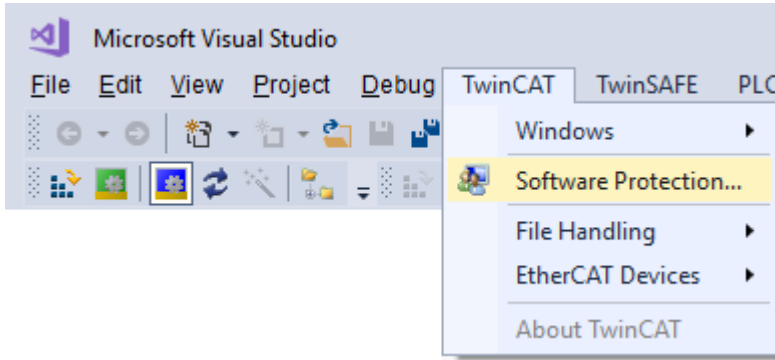 Microsoft Visual Studio
File Edit View Project Debug TwinCAT TwinSAFE PLC
Windows
Software Protection...
File Handling
EtherCAT Devices
About TwinCAT